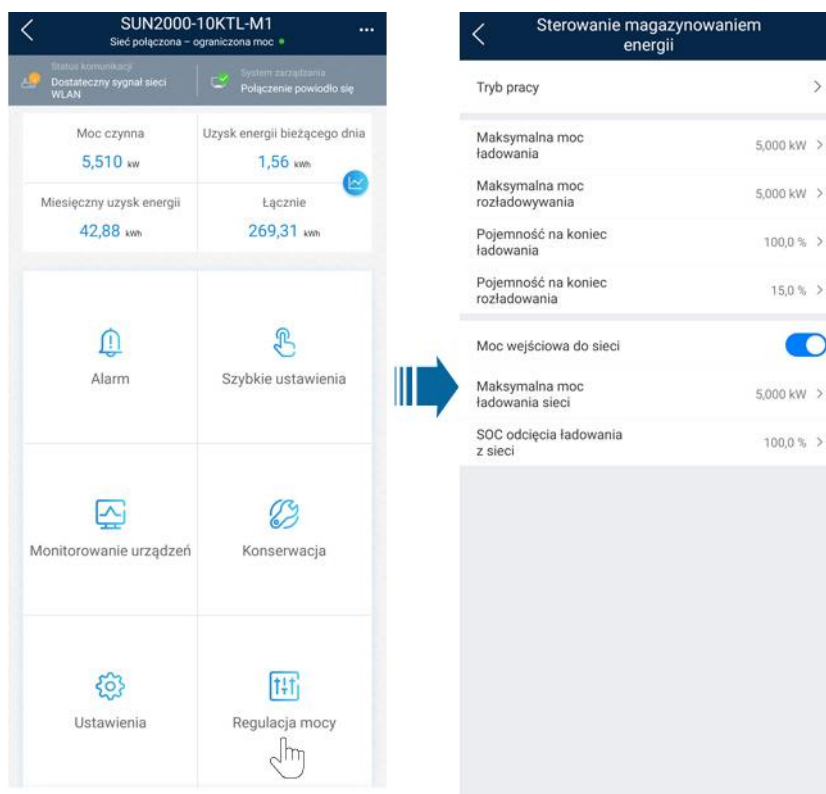 SUN2000-10KTL-M1
Sieć połączona – ograniczona moc
Status komunikacji
Dostateczny sygnał sieci
WLAN
System zarządzania
Połączenie powiodło się
Moc czynna
5,510 kW
Uzysk energii bieżącego dnia
1,56 kWh
Miesięczny uzysk energii
42,88 kWh
Łącznie
269,31 kWh
Alarm
Szybkie ustawienia
Monitorowanie urządzeń
Konserwacja
Ustawienia
Regulacja mocy
Sterowanie magazynowaniem
energii
Tryb pracy
Maksymalna moc
ładowania
5,000 kW
Maksymalna moc
rozładowywania
5,000 kW
Pojemność na koniec
ładowania
100,0 %
Pojemność na koniec
rozładowania
15,0 %
Moc wejściowa do sieci
Maksymalna moc
ładowania sieci
5,000 kW
SOC odcięcia ładowania
z sieci
100,0 %